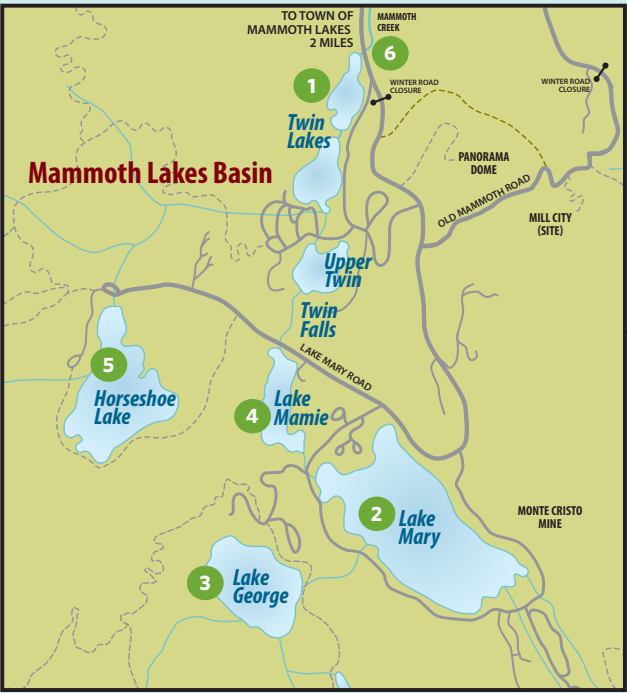 TO TOWN OF
MAMMOTH LAKES
2 MILES
MAMMOTH
CREEK
6
1
WINTER ROAD
CLOSURE
WINTER ROAD
CLOSURE
Twin
Lakes
Mammoth Lakes Basin
PANORAMA
DOME
OLD MAMMOTH ROAD
MILL CITY
(SITE)
Upper
Twin
Twin
Falls
LAKE MARY ROAD
5
Horseshoe
Lake
4
Lake
Mamie
2
Lake
Mary
MONTE CRISTO
MINE
3
Lake
George